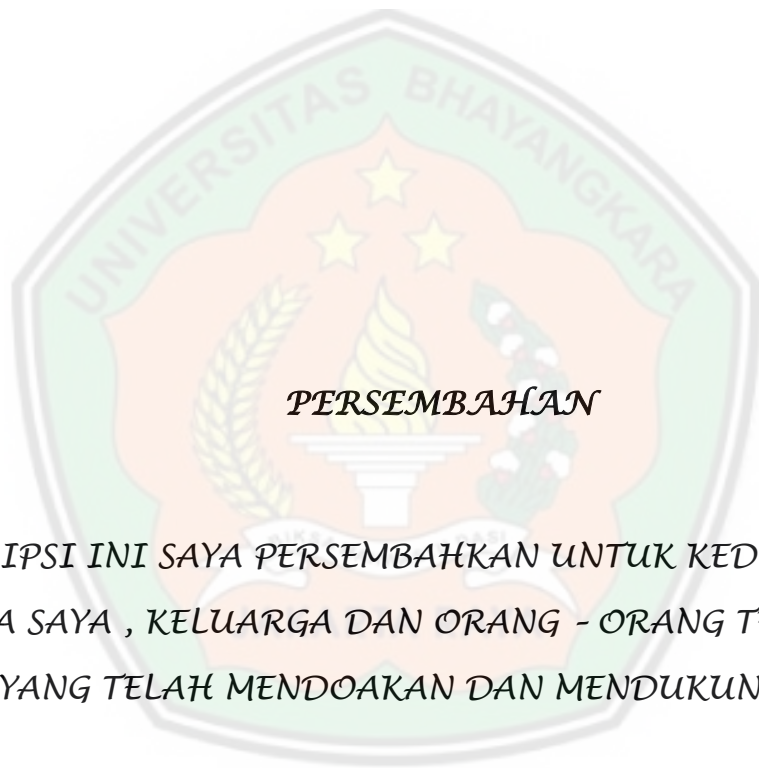 UNIVERSITAS BHAYANGKARA
PERSEMBAHAN
IPSI INI SAYA PERSEMBAHKAN UNTUK KED
A SAYA , KELUARGA DAN ORANG - ORANG T
YANG TELAH MENDOAKAN DAN MENDUKUN